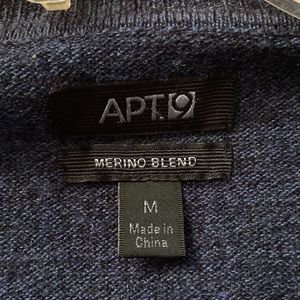 APT.9
MERINO BLEND
M
Made in
China